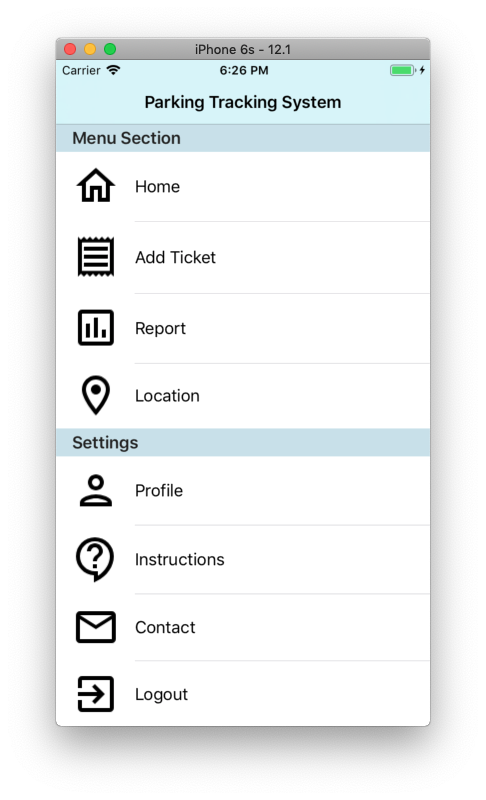 iPhone 6s - 12.1
Carrier 6:26 PM
Parking Tracking System
Menu Section
Home
Add Ticket
Report
Location
Settings
Profile
Instructions
Contact
Logout